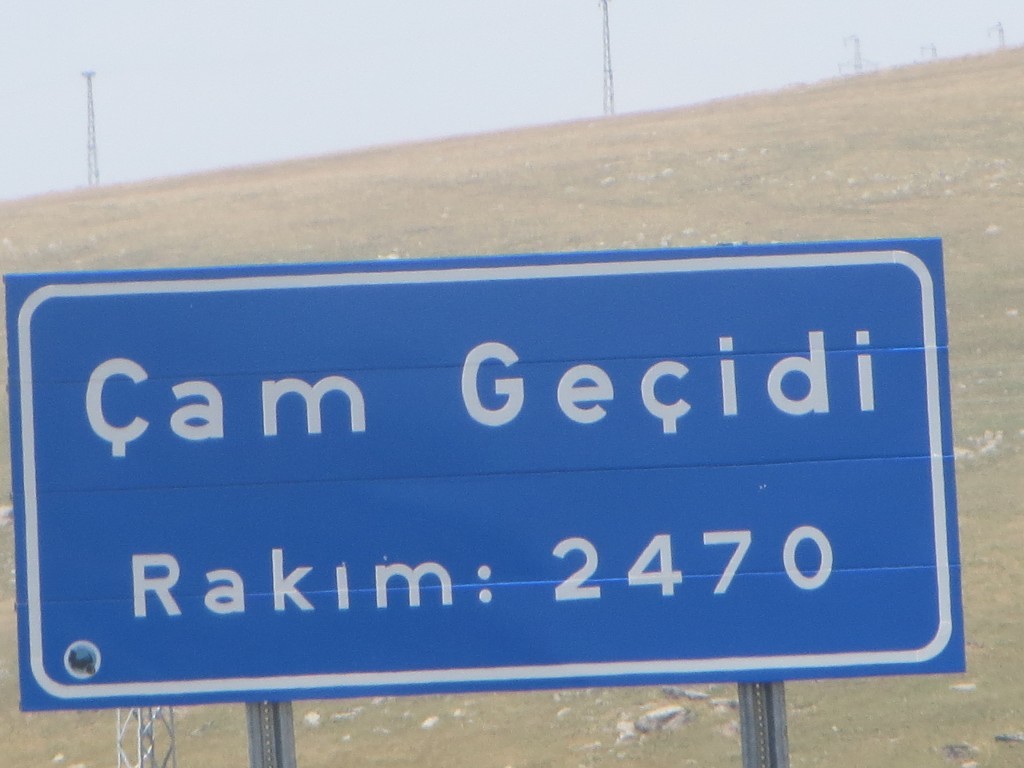 Çam Geçidi
Rakım: 2470